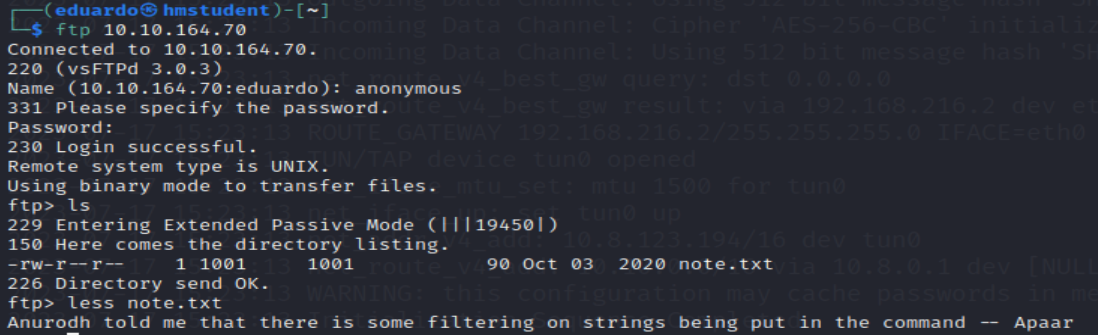 ┌──(eduardo㉿hmstudent)-[~]
└─$ ftp 10.10.164.70
Connected to 10.10.164.70.
220 (vsFTPd 3.0.3)
Name (10.10.164.70:eduardo): anonymous
331 Please specify the password.
Password:
230 Login successful.
Remote system type is UNIX.
Using binary mode to transfer files.
ftp> ls
229 Entering Extended Passive Mode (|||19450|)
150 Here comes the directory listing.
-rw-r--r--    1 1001     1001           90 Oct 03  2020 note.txt
226 Directory send OK.
ftp> less note.txt
Anurodh told me that there is some filtering on strings being put in the command -- Apaar